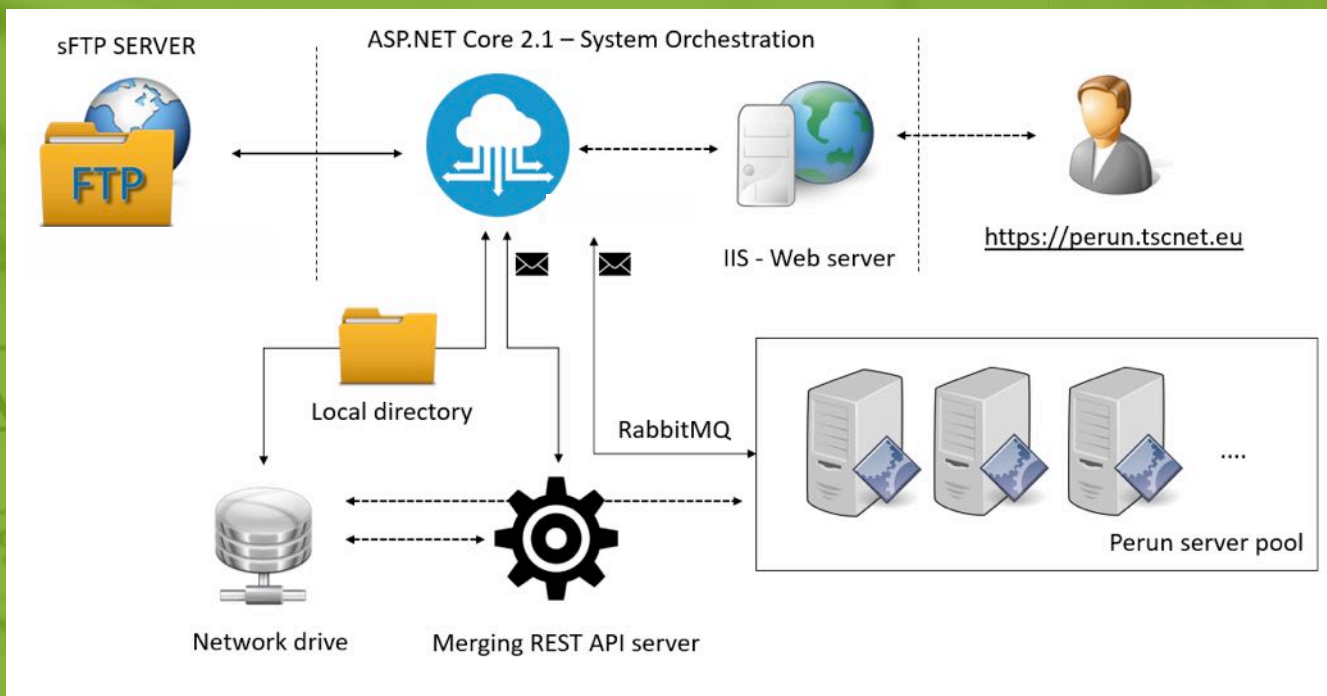 sFTP SERVER
ASP.NET Core 2.1 – System Orchestration
FTP
IIS - Web server
https://perun.tscnet.eu
Local directory
RabbitMQ
....
Perun server pool
Network drive
Merging REST API server